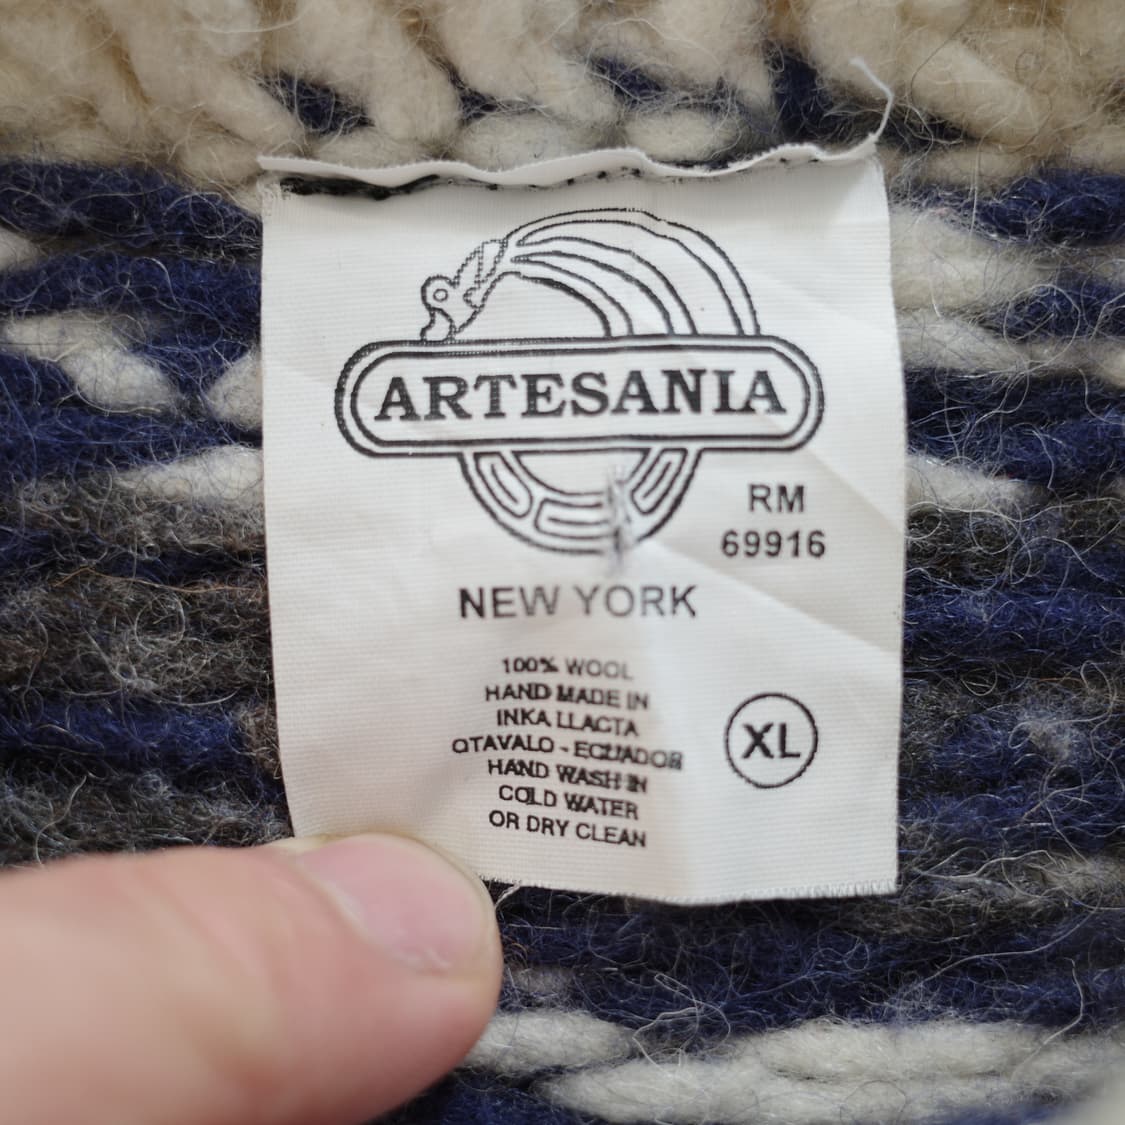 ARTESANIA
RM
69916
NEW YORK
100% WOOL
HAND MADE IN
INKA LLACTA
OTAVALO - ECUADOR
HAND WASH IN
COLD WATER
OR DRY CLEAN
XL